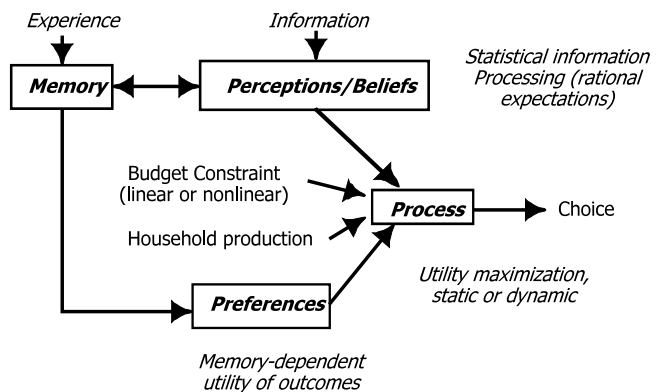 Experience
Information
Statistical information
Processing (rational
expectations)
Memory
Perceptions/Beliefs
Budget Constraint
(linear or nonlinear)
Process
Choice
Household production
Utility maximization,
static or dynamic
Preferences
Memory-dependent
utility of outcomes